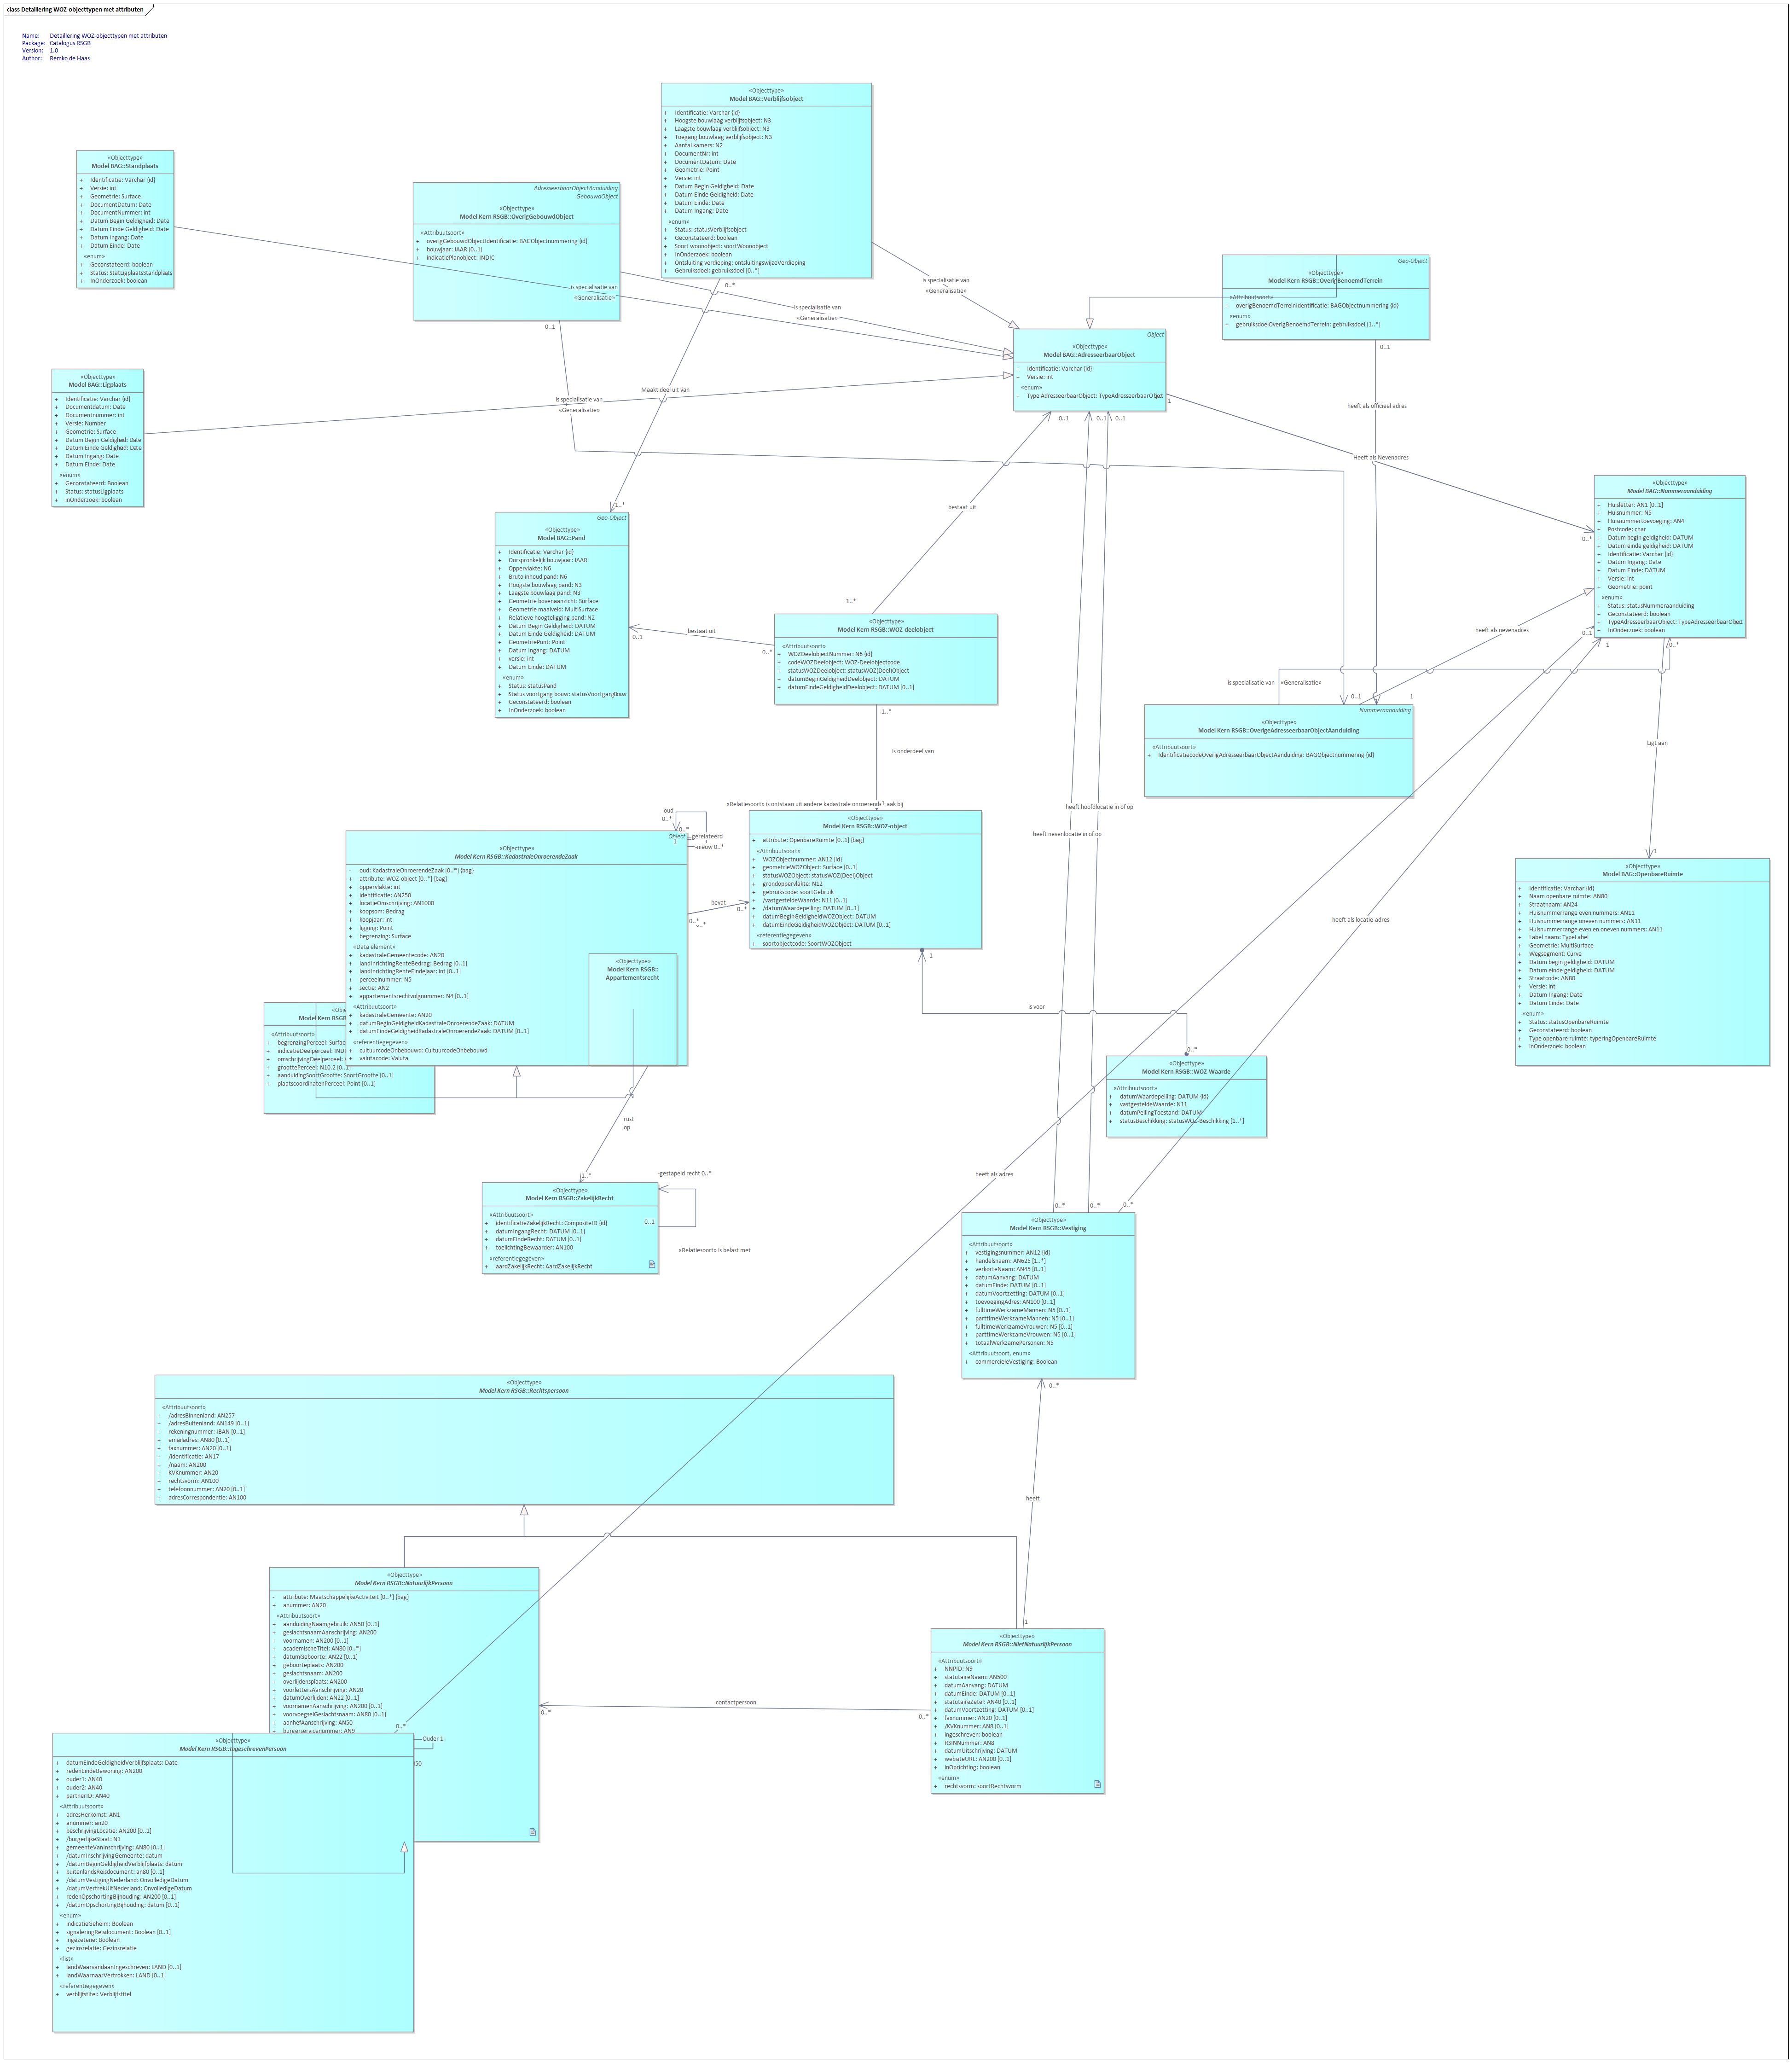 class Detaillering WOZ-objecttypen met attributen
Name: Detaillering WOZ-objecttypen met attributen
Package: Catalogus RSGB
Version: 1.0
Author: Remko de Haas
«Objecttype»
Model BAG::Verblijfsobject
+ Identificatie: Varchar {id}
+ Hoogste bouwlaag verblijfsobject: N3
+ Laagste bouwlaag verblijfsobject: N3
+ Toegang bouwlaag verblijfsobject: N3
+ Aantal kamers: N2
+ DocumentNr: int
+ DocumentDatum: Date
+ Geometrie: Point
+ Versie: int
+ Datum Begin Geldigheid: Date
+ Datum Einde Geldigheid: Date
+ Datum Einde: Date
+ Datum Ingang: Date
«enum»
+ Status: statusVerblijfsobject
+ Geconstateerd: boolean
+ Soort woonobject: soortWoonobject
+ InOnderzoek: boolean
+ Ontsluiting verdieping: ontsluitingswijzeVerdieping
+ Gebruiksdoel: gebruiksdoel [0..*]
«Objecttype»
Model BAG::Standplaats
+ Identificatie: Varchar {id}
+ Versie: int
+ Geometrie: Surface
+ DocumentDatum: Date
+ DocumentNummer: int
+ Datum Begin Geldigheid: Date
+ Datum Einde Geldigheid: Date
+ Datum Ingang: Date
+ Datum Einde: Date
«enum»
+ Geconstateerd: boolean
+ Status: StatLigplaatsStandplaats
+ InOnderzoek: boolean
AdresseerbaarObjectAanduiding
GebouwdObject
«Objecttype»
Model Kern RSGB::OverigGebouwdObject
«Attribuutsoort»
+ overigGebouwdObjectIdentificatie: BAGObjectnummering {id}
+ bouwjaar: JAAR [0..1]
+ indicatiePlanobject: INDIC
0..1
0..*
is specialisatie van
«Generalisatie»
is specialisatie van
«Generalisatie»
is specialisatie van
«Generalisatie»
Geo-Object
«Objecttype»
Model Kern RSGB::OverigBenoemdTerrein
«Attribuutsoort»
+ overigBenoemdTerreinIdentificatie: BAGObjectnummering {id}
«enum»
+ gebruiksdoelOverigBenoemdTerrein: gebruiksdoel [1..*]
0..1
Object
«Objecttype»
Model BAG::AdresseerbaarObject
+ Identificatie: Varchar {id}
+ Versie: int
«enum»
+ Type AdresseerbaarObject: TypeAdresseerbaarObject
1
0..1
0..1
0..1
«Objecttype»
Model BAG::Ligplaats
+ Identificatie: Varchar {id}
+ Documentdatum: Date
+ Documentnummer: int
+ Versie: Number
+ Geometrie: Surface
+ Datum Begin Geldigheid: Date
+ Datum Einde Geldigheid: Date
+ Datum Ingang: Date
+ Datum Einde: Date
«enum»
+ Geconstateerd: Boolean
+ Status: statusLigplaats
+ inOnderzoek: boolean
is specialisatie van
«Generalisatie»
Maakt deel uit van
1..*
heeft als officieel adres
Heeft als Nevenadres
0..*
bestaat uit
1..*
Geo-Object
«Objecttype»
Model BAG::Pand
+ Identificatie: Varchar {id}
+ Oorspronkelijk bouwjaar: JAAR
+ Oppervlakte: N6
+ Bruto inhoud pand: N6
+ Hoogste bouwlaag pand: N3
+ Laagste bouwlaag pand: N3
+ Geometrie bovenaanzicht: Surface
+ Geometrie maaiveld: MultiSurface
+ Relatieve hoogteligging pand: N2
+ Datum Begin Geldigheid: DATUM
+ Datum Einde Geldigheid: DATUM
+ GeometriePunt: Point
+ Datum Ingang: DATUM
+ versie: int
+ Datum Einde: DATUM
«enum»
+ Status: statusPand
+ Status voortgang bouw: statusVoortgangBouw
+ Geconstateerd: boolean
+ InOnderzoek: boolean
0..1
bestaat uit
0..*
«Objecttype»
Model Kern RSGB::WOZ-deelobject
«Attribuutsoort»
+ WOZDeelobjectNummer: N6 {id}
+ codeWOZDeelobject: WOZ-Deelobjectcode
+ statusWOZDeelobject: statusWOZ(Deel)Object
+ datumBeginGeldigheidDeelobject: DATUM
+ datumEindeGeldigheidDeelobject: DATUM [0..1]
1..*
is onderdeel van
«Objecttype»
Model BAG::Nummeraanduiding
+ Huisletter: AN1 [0..1]
+ Huisnummer: N5
+ Huisnummertoevoeging: AN4
+ Postcode: char
+ Datum begin geldigheid: DATUM
+ Datum einde geldigheid: DATUM
+ Identificatie: Varchar {id}
+ Datum Ingang: Date
+ Datum Einde: DATUM
+ Versie: int
+ Geometrie: point
«enum»
+ Status: statusNummeraanduiding
+ Geconstateerd: boolean
+ TypeAdresseerbaarObject: TypeAdresseerbaarObject
+ InOnderzoek: boolean
heeft als nevenadres
0..1
1
0..*
is specialisatie van
«Generalisatie»
0..1
1
Nummeraanduiding
«Objecttype»
Model Kern RSGB::OverigeAdresseerbaarObjectAanduiding
«Attribuutsoort»
+ identificatiecodeOverigAdresseerbaarObjectAanduiding: BAGObjectnummering {id}
Ligt aan
1
«Objecttype»
Model BAG::OpenbareRuimte
+ Identificatie: Varchar {id}
+ Naam openbare ruimte: AN80
+ Straatnaam: AN24
+ Huisnummerrange even nummers: AN11
+ Huisnummerrange oneven nummers: AN11
+ Huisnummerrange even en oneven nummers: AN11
+ Label naam: TypeLabel
+ Geometrie: MultiSurface
+ Wegsegment: Curve
+ Datum begin geldigheid: DATUM
+ Datum einde geldigheid: DATUM
+ Straatcode: AN80
+ Versie: int
+ Datum Ingang: Date
+ Datum Einde: Date
«enum»
+ Status: statusOpenbareRuimte
+ Geconstateerd: boolean
+ Type openbare ruimte: typeringOpenbareRuimte
+ inOnderzoek: boolean
«Relatiesoort» is ontstaan uit andere kadastrale onroerende zaak bij
-oud
0..*
0..*
-gerelateerd
1
-nieuw 0..*
Object
«Objecttype»
Model Kern RSGB::KadastraleOnroerendeZaak
- oud: KadastraleOnroerendeZaak [0..*] {bag}
+ attribute: WOZ-object [0..*] {bag}
+ oppervlakte: int
+ identificatie: AN250
+ locatieOmschrijving: AN1000
+ koopsom: Bedrag
+ koopjaar: int
+ ligging: Point
+ begrenzing: Surface
«Data element»
+ kadastraleGemeentecode: AN20
+ landInrichtingRenteBedrag: Bedrag [0..1]
+ landInrichtingRenteEindejaar: int [0..1]
+ perceelnummer: N5
+ sectie: AN2
+ appartementsrechtvolgnummer: N4 [0..1]
«Attribuutsoort»
+ kadastraleGemeente: AN20
+ datumBeginGeldigheidKadastraleOnroerendeZaak: DATUM
+ datumEindeGeldigheidKadastraleOnroerendeZaak: DATUM [0..1]
«referentiegegeven»
+ cultuurcodeOnbebouwd: CultuurcodeOnbebouwd
+ valutacode: Valuta
«Objecttype»
Model Kern RSGB::
Appartementsrecht
«Obje
Model Kern RSGB
«Attribuutsoort»
+ begrenzingPerceel: Surfac
+ indicatieDeelperceel: INDI
+ omschrijvingDeelperceel: A
+ groottePerceel: N10.2 [0..1]
+ aanduidingSoortGrootte: SoortGrootte [0..1]
+ plaatscoordinatenPerceel: Point [0..1]
bevat
0..*
0..*
«Objecttype»
Model Kern RSGB::WOZ-object
+ attribute: OpenbareRuimte [0..1] {bag}
«Attribuutsoort»
+ WOZObjectnummer: AN12 {id}
+ geometrieWOZObject: Surface [0..1]
+ statusWOZObject: statusWOZ(Deel)Object
+ grondoppervlakte: N12
+ gebruikscode: soortGebruik
+ /vastgesteldeWaarde: N11 [0..1]
+ /datumWaardepeiling: DATUM [0..1]
+ datumBeginGeldigheidWOZObject: DATUM
+ datumEindeGeldigheidWOZObject: DATUM [0..1]
«referentiegegeven»
+ soortobjectcode: SoortWOZObject
1
is voor
0..*
heeft hoofdlocatie in of op
heeft nevenlocatie in of op
heeft als locatie-adres
«Objecttype»
Model Kern RSGB::WOZ-Waarde
«Attribuutsoort»
+ datumWaardepeiling: DATUM {id}
+ vastgesteldeWaarde: N11
+ datumPeilingToestand: DATUM
+ statusBeschikking: statusWOZ-Beschikking [1..*]
rust
op
1..*
-gestapeld recht 0..*
«Objecttype»
Model Kern RSGB::ZakelijkRecht
«Attribuutsoort»
+ identificatieZakelijkRecht: CompositeID {id}
+ datumIngangRecht: DATUM [0..1]
+ datumEindeRecht: DATUM [0..1]
+ toelichtingBewaarder: AN100
«referentiegegeven»
+ aardZakelijkRecht: AardZakelijkRecht
0..1
«Relatiesoort» is belast met
heeft als adres
0..*
0..*
0..*
«Objecttype»
Model Kern RSGB::Vestiging
«Attribuutsoort»
+ vestigingsnummer: AN12 {id}
+ handelsnaam: AN625 [1..*]
+ verkorteNaam: AN45 [0..1]
+ datumAanvang: DATUM
+ datumEinde: DATUM [0..1]
+ datumVoortzetting: DATUM [0..1]
+ toevoegingAdres: AN100 [0..1]
+ fulltimeWerkzameMannen: N5 [0..1]
+ parttimeWerkzameMannen: N5 [0..1]
+ fulltimeWerkzameVrouwen: N5 [0..1]
+ parttimeWerkzameVrouwen: N5 [0..1]
+ totaalWerkzamePersonen: N5
«Attribuutsoort, enum»
+ commercieleVestiging: Boolean
0..*
heeft
1
«Objecttype»
Model Kern RSGB::Rechtspersoon
«Attribuutsoort»
+ /adresBinnenland: AN257
+ /adresBuitenland: AN149 [0..1]
+ rekeningnummer: IBAN [0..1]
+ emailadres: AN80 [0..1]
+ faxnummer: AN20 [0..1]
+ /identificatie: AN17
+ /naam: AN200
+ KVKnummer: AN20
+ rechtsvorm: AN100
+ telefoonnummer: AN20 [0..1]
+ adresCorrespondentie: AN100
«Objecttype»
Model Kern RSGB::NatuurlijkPersoon
- attribute: MaatschappelijkeActiviteit [0..*] {bag}
+ anummer: AN20
«Attribuutsoort»
+ aanduidingNaamgebruik: AN50 [0..1]
+ geslachtsnaamAanschrijving: AN200
+ voornamen: AN200 [0..1]
+ academischeTitel: AN80 [0..*]
+ datumGeboorte: AN22 [0..1]
+ geboorteplaats: AN200
+ geslachtsnaam: AN200
+ overlijdensplaats: AN200
+ voorlettersAanschrijving: AN20
+ datumOverlijden: AN22 [0..1]
+ voornamenAanschrijving: AN200 [0..1]
+ voorvoegselGeslachtsnaam: AN80 [0..1]
+ aanhefAanschrijving: AN50
+ burgerservicenummer: AN9
0..*
Ouder 1
I50
0..*
contactpersoon
0..*
«Objecttype»
Model Kern RSGB::NietNatuurlijkPersoon
«Attribuutsoort»
+ NNPID: N9
+ statutaireNaam: AN500
+ datumAanvang: DATUM
+ datumEinde: DATUM [0..1]
+ statutaireZetel: AN40 [0..1]
+ datumVoortzetting: DATUM [0..1]
+ faxnummer: AN20 [0..1]
+ /KVKnummer: AN8 [0..1]
+ ingeschreven: boolean
+ RSINNummer: AN8
+ datumUitschrijving: DATUM
+ websiteURL: AN200 [0..1]
+ inOprichting: boolean
«enum»
+ rechtsvorm: soortRechtsvorm
«Objecttype»
Model Kern RSGB::IngeschrevenPersoon
+ datumEindeGeldigheidVerblijfsplaats: Date
+ redenEindeBewoning: AN200
+ ouder1: AN40
+ ouder2: AN40
+ partnerID: AN40
«Attribuutsoort»
+ adresHerkomst: AN1
+ anummer: an20
+ beschrijvingLocatie: AN200 [0..1]
+ /burgerlijkeStaat: N1
+ gemeenteVanInschrijving: AN80 [0..1]
+ /datumInschrijvingGemeente: datum
+ /datumBeginGeldigheidVerblijfplaats: datum
+ buitenlandsReisdocument: an80 [0..1]
+ /datumVestigingNederland: OnvolledigeDatum
+ /datumVertrekUitNederland: OnvolledigeDatum
+ redenOpschortingBijhouding: AN200 [0..1]
+ /datumOpschortingBijhouding: datum [0..1]
«enum»
+ indicatieGeheim: Boolean
+ signaleringReisdocument: Boolean [0..1]
+ ingezetene: Boolean
+ gezinsrelatie: Gezinsrelatie
«list»
+ landWaarvandaanIngeschreven: LAND [0..1]
+ landWaarnaarVertrokken: LAND [0..1]
«referentiegegeven»
+ verblijfstitel: Verblijfstitel